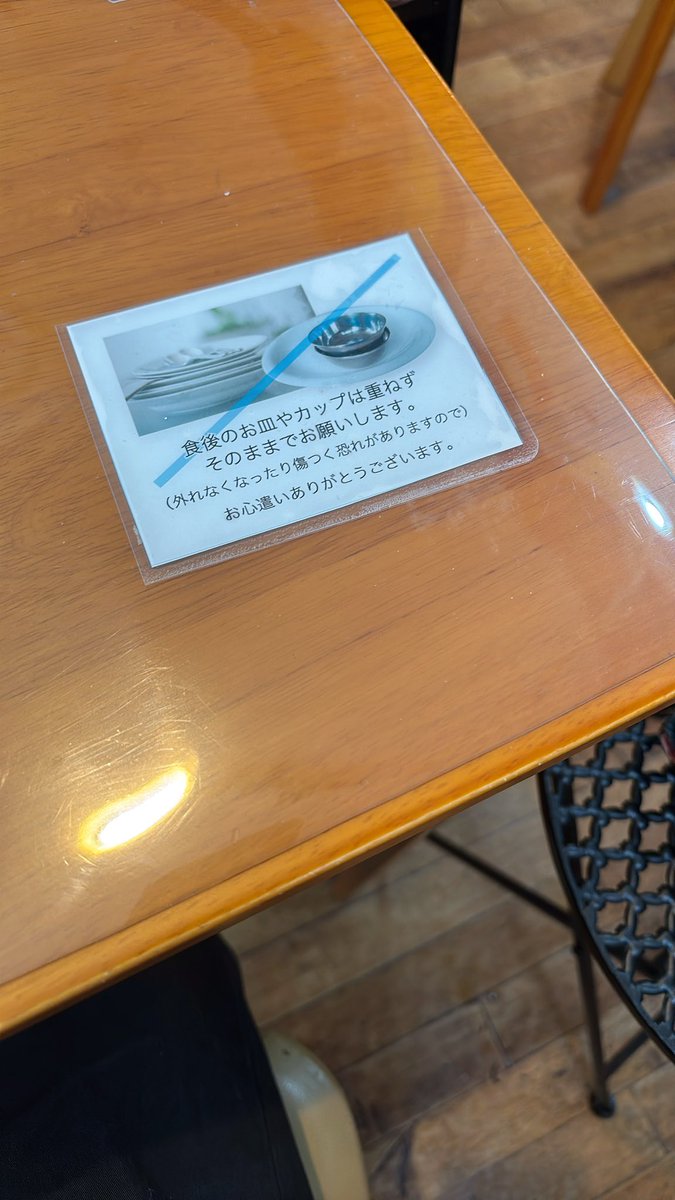 食後のお皿やカップは重ねず
そのままでお願いします。
（外れなくなったり傷つく恐れがありますので）
お心遣いありがとうございます。